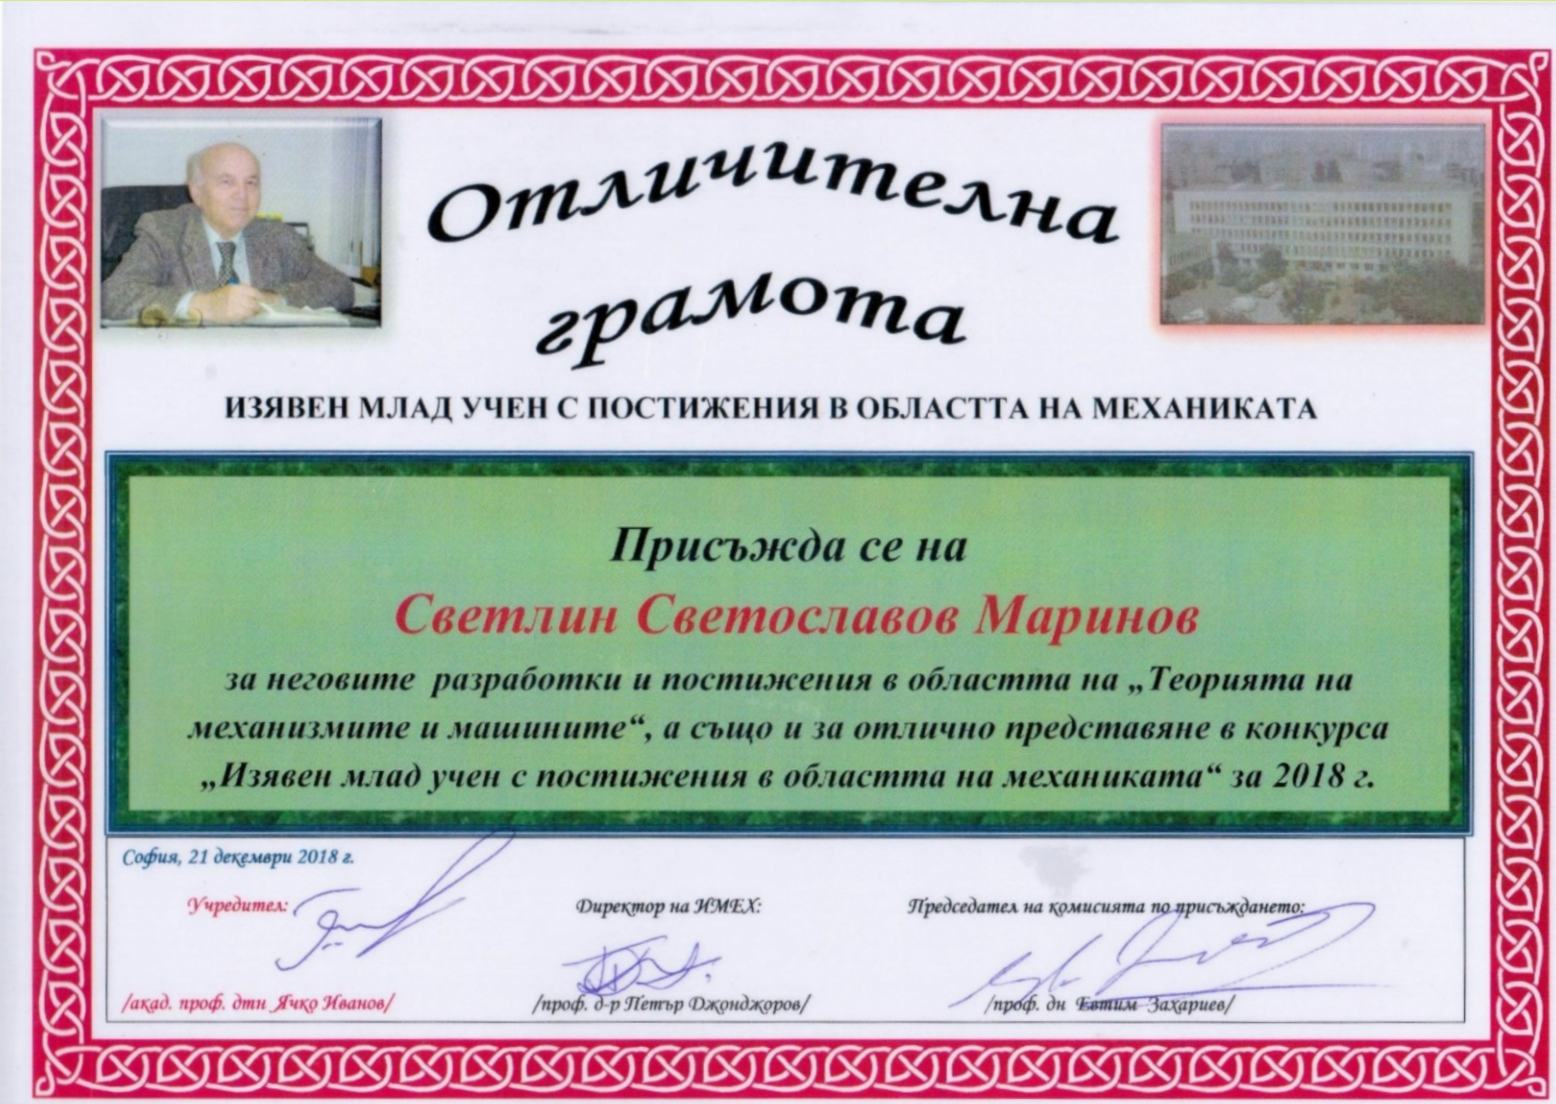 Отличителна
грамота
ИЗЯВЕН МЛАД УЧЕН С ПОСТИЖЕНИЯ В ОБЛАСТТА НА МЕХАНИКАТА
Присъжда се на
Светлин Светославов Маринов
за неговите разработки и постижения в областта на „Теорията на
механизмите и машините“, а също и за отлично представяне в конкурса
„Изявен млад учен с постижения в областта на механиката“ за 2018 г.
София, 21 декември 2018 г.
Учредител: Директор на ИМЕХ: Председател на комисията по присъждането:
/акад. проф. дтн Ячко Иванов/ /проф. д-р Петър Джонджоров/ /проф. дн Евтим Захариев/